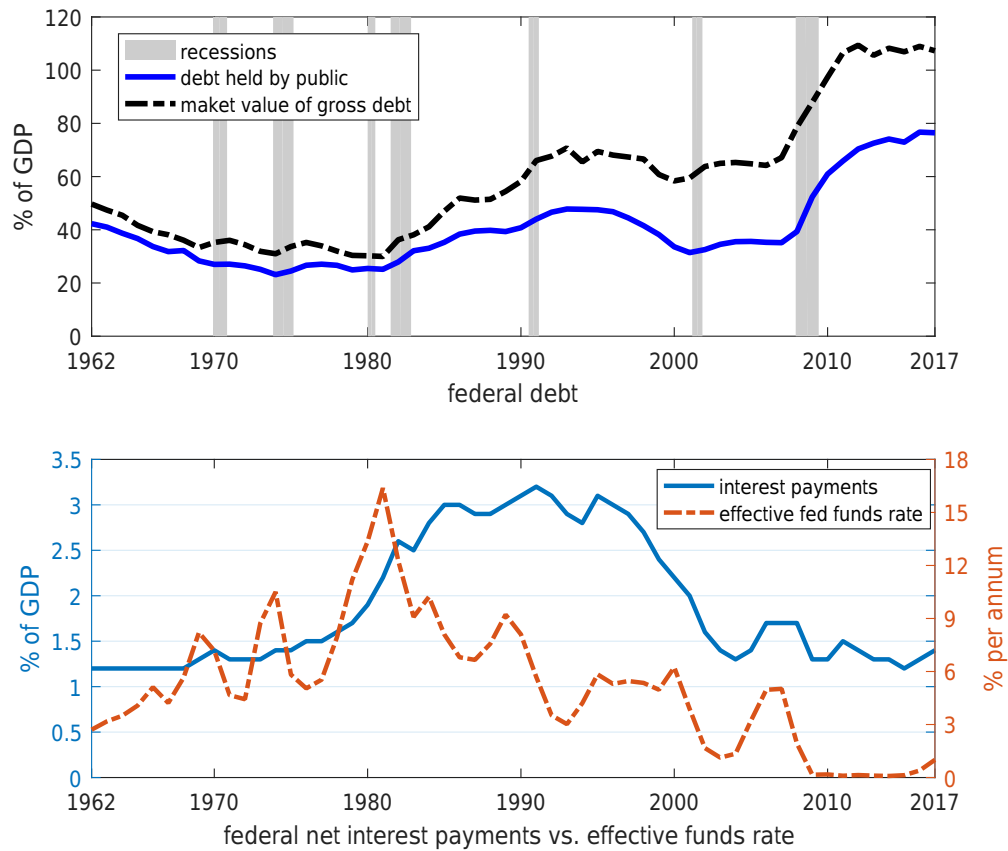 120
100
80
60
40
20
0
% of GDP
recessions
debt held by public
maket value of gross debt
1962 1970 1980 1990 2000 2010 2017
federal debt
3.5
3
2.5
2
1.5
1
0.5
0
% of GDP
interest payments
effective fed funds rate
18
15
12
9
6
3
0
% per annum
1962 1970 1980 1990 2000 2010 2017
federal net interest payments vs. effective funds rate